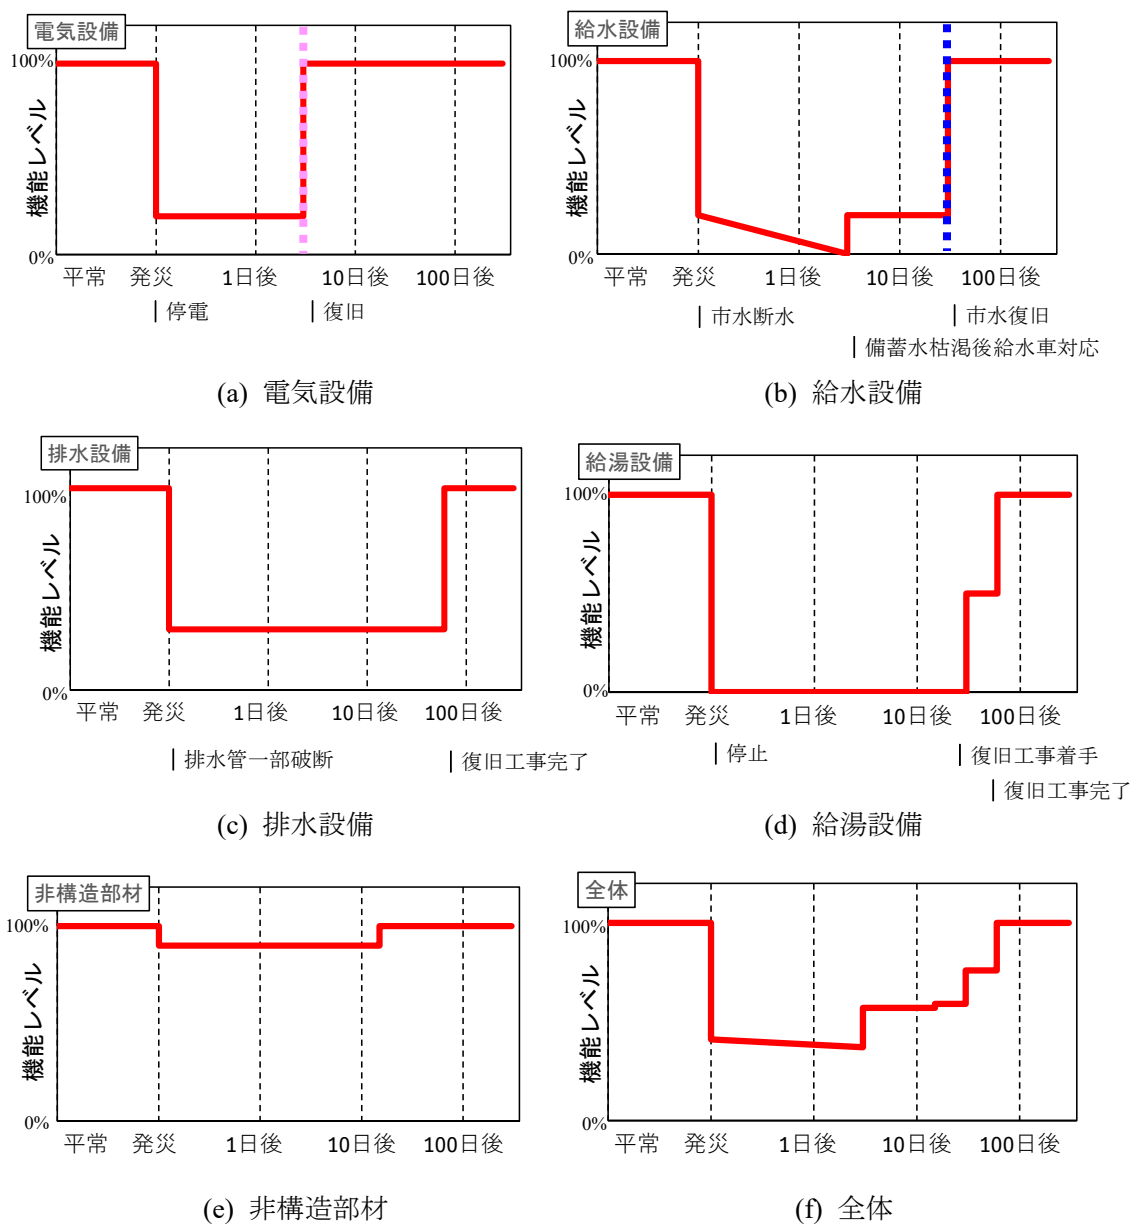 電気設備
100%
機能レベル
0%
平常 発災 1日後 10日後 100日後
停電 復旧
(a) 電気設備
給水設備
100%
機能レベル
0%
平常 発災 1日後 10日後 100日後
市水断水 市水復旧
備蓄水枯渇後給水車対応
(b) 給水設備
排水設備
100%
機能レベル
0%
平常 発災 1日後 10日後 100日後
排水管一部破断 復旧工事完了
(c) 排水設備
給湯設備
100%
機能レベル
0%
平常 発災 1日後 10日後 100日後
停止 復旧工事着手
復旧工事完了
(d) 給湯設備
非構造部材
100%
機能レベル
0%
平常 発災 1日後 10日後 100日後
(e) 非構造部材
全体
100%
機能レベル
0%
平常 発災 1日後 10日後 100日後
(f) 全体